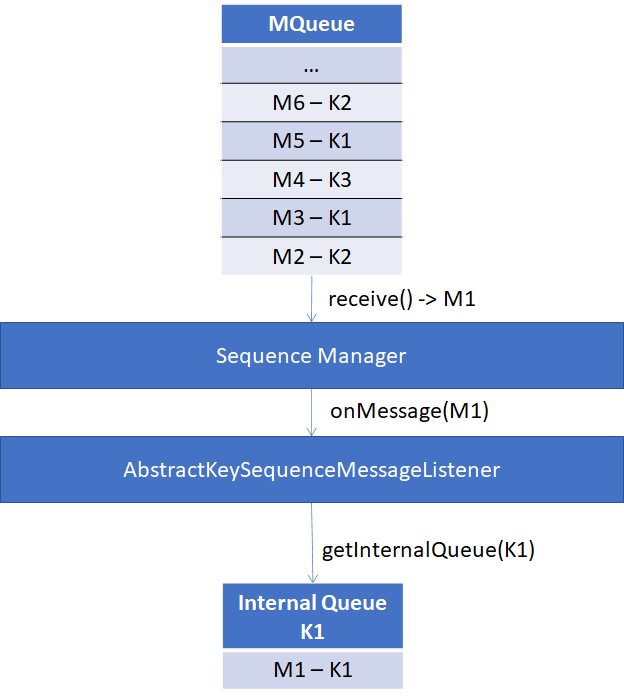 MQueue
...
M6 – K2
M5 – K1
M4 – K3
M3 – K1
M2 – K2
receive() -> M1
Sequence Manager
onMessage(M1)
AbstractKeySequenceMessageListener
getInternalQueue(K1)
Internal Queue
K1
M1 – K1